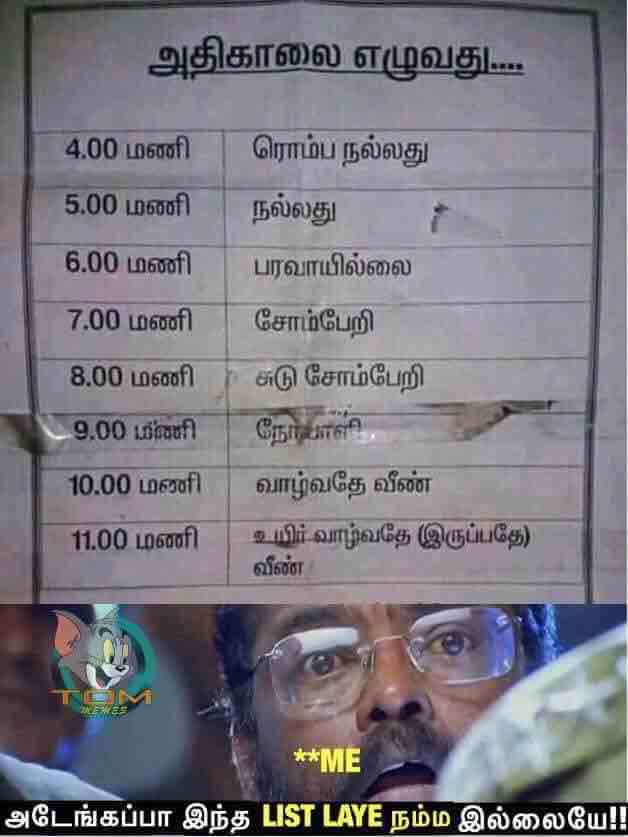 அதிகாலை எழுவது....
4.00 மணி ரொம்ப நல்லது
5.00 மணி நல்லது
6.00 மணி பரவாயில்லை
7.00 மணி சோம்பேறி
8.00 மணி சுடு சோம்பேறி
9.00 மணி நோயாளி
10.00 மணி வாழ்வதே வீண்
11.00 மணி உயிர் வாழ்வதே (இருப்பதே)
வீண்
TOM
MEMES
**ME
அடேங்கப்பா இந்த LIST LAYE நம்ம இல்லையே!!